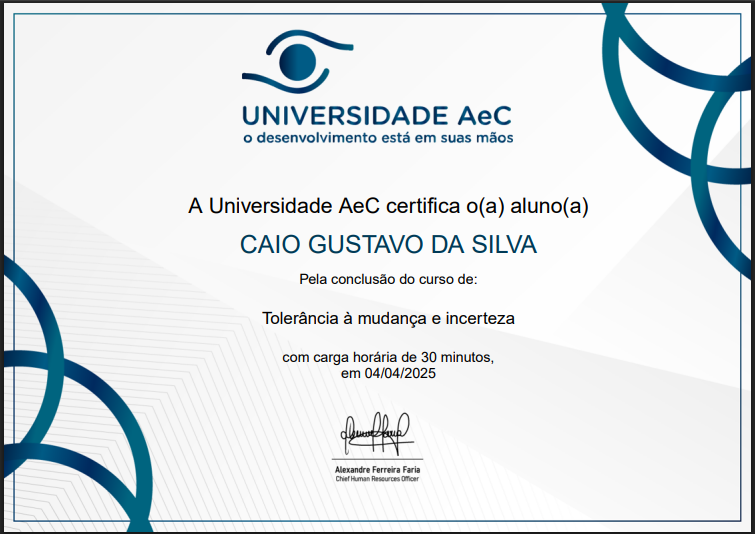 UNIVERSIDADE AeC
o desenvolvimento está em suas mãos
A Universidade AeC certifica o(a) aluno(a)
CAIO GUSTAVO DA SILVA
Pela conclusão do curso de:
Tolerância à mudança e incerteza
com carga horária de 30 minutos,
em 04/04/2025
Alexandre Ferreira Faria
Chief Human Resources Officer